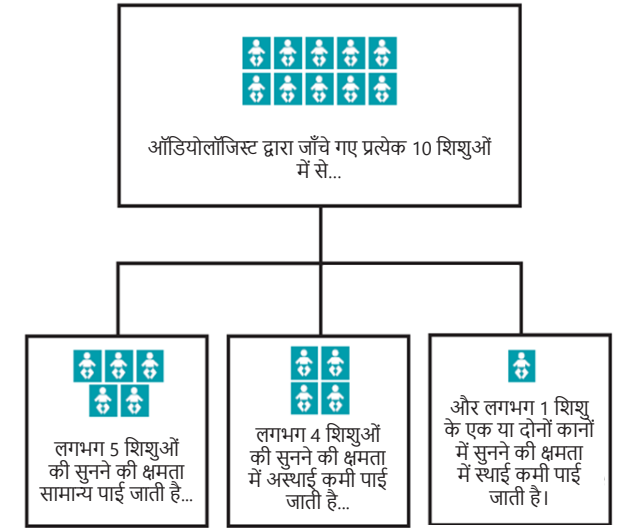 ऑडियोलॉजिस्ट द्वारा जाँचे गए प्रत्येक 10 शिशुओं
में से...
लगभग 5 शिशुओं
की सुनने की क्षमता
सामान्य पाई जाती है...
लगभग 4 शिशुओं
की सुनने की क्षमता
में अस्थाई कमी पाई
जाती है...
और लगभग 1 शिशु
के एक या दोनों कानों
में सुनने की क्षमता
में स्थाई कमी पाई
जाती है।